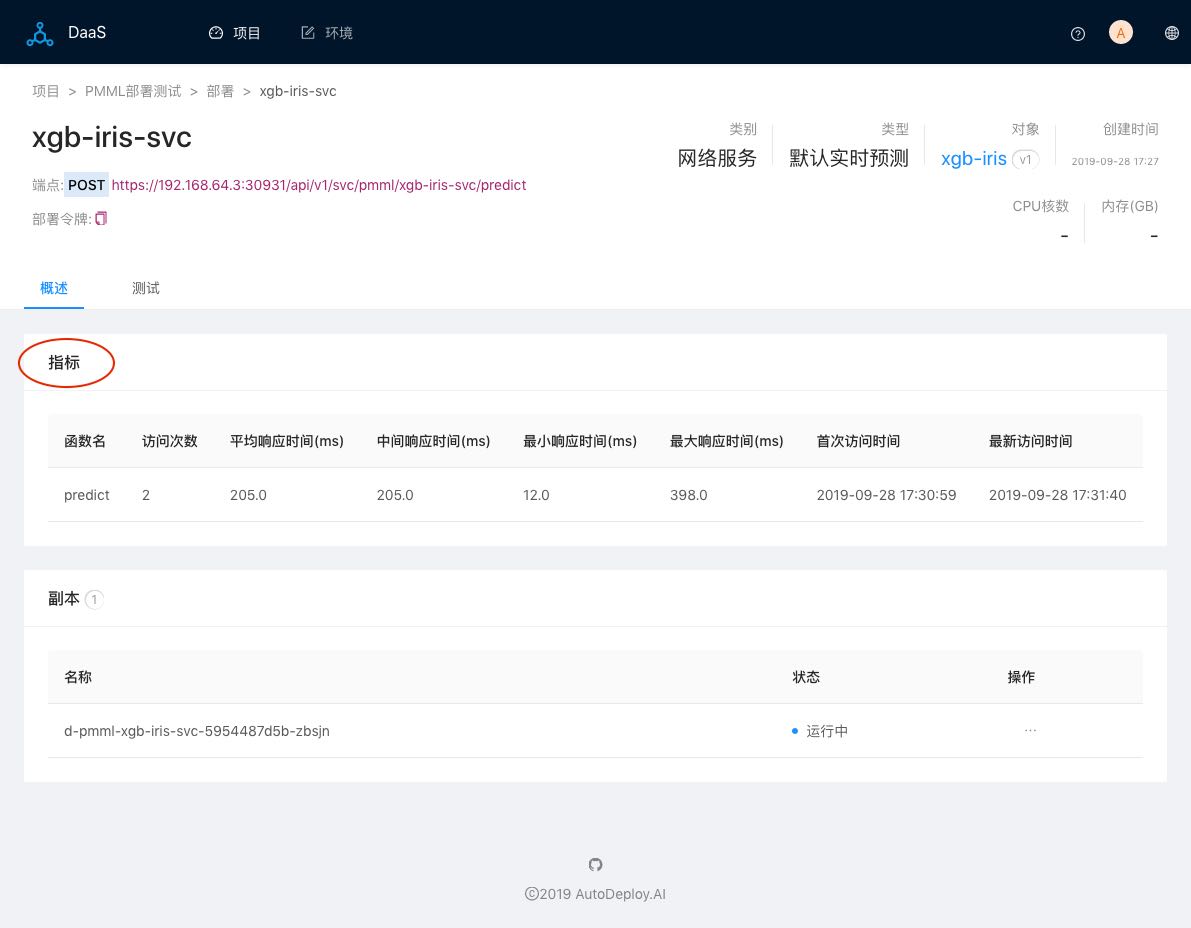 DaaS 项目 环境 A
项目 > PMML部署测试 > 部署 > xgb-iris-svc
xgb-iris-svc
类别 类型 对象 创建时间
网络服务 默认实时预测 xgb-iris v1 2019-09-28 17:27
端点: POST https://192.168.64.3:30931/api/v1/svc/pmml/xgb-iris-svc/predict
部署令牌:
CPU核数 内存(GB)
- -
概述 测试
指标
函数名 访问次数 平均响应时间(ms) 中间响应时间(ms) 最小响应时间(ms) 最大响应时间(ms) 首次访问时间 最新访问时间
predict 2 205.0 205.0 12.0 398.0 2019-09-28 17:30:59 2019-09-28 17:31:40
副本 1
名称 状态 操作
d-pmml-xgb-iris-svc-5954487d5b-zbsjn 运行中 ···
©2019 AutoDeploy.AI